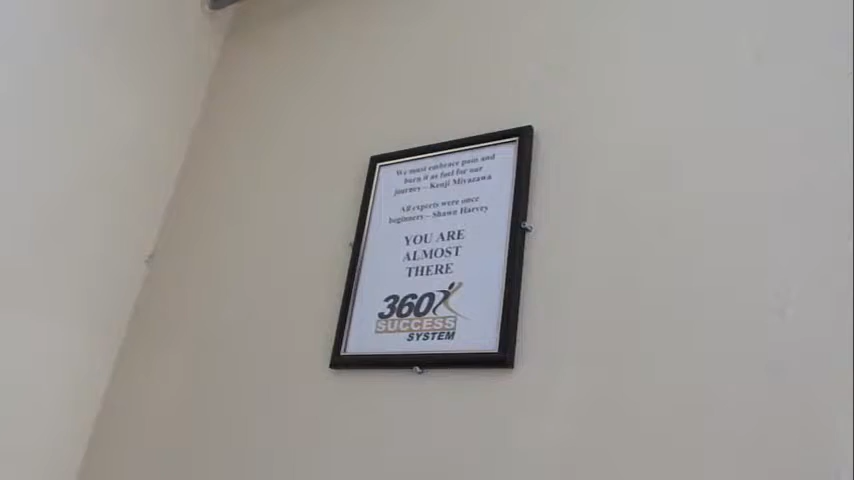 We must embrace pain and
burn it as fuel for our
journey – Kenji Miyazawa
All experts were once
beginners – Shawn Harvey
YOU ARE
ALMOST
THERE
360
SUCCESS
SYSTEM